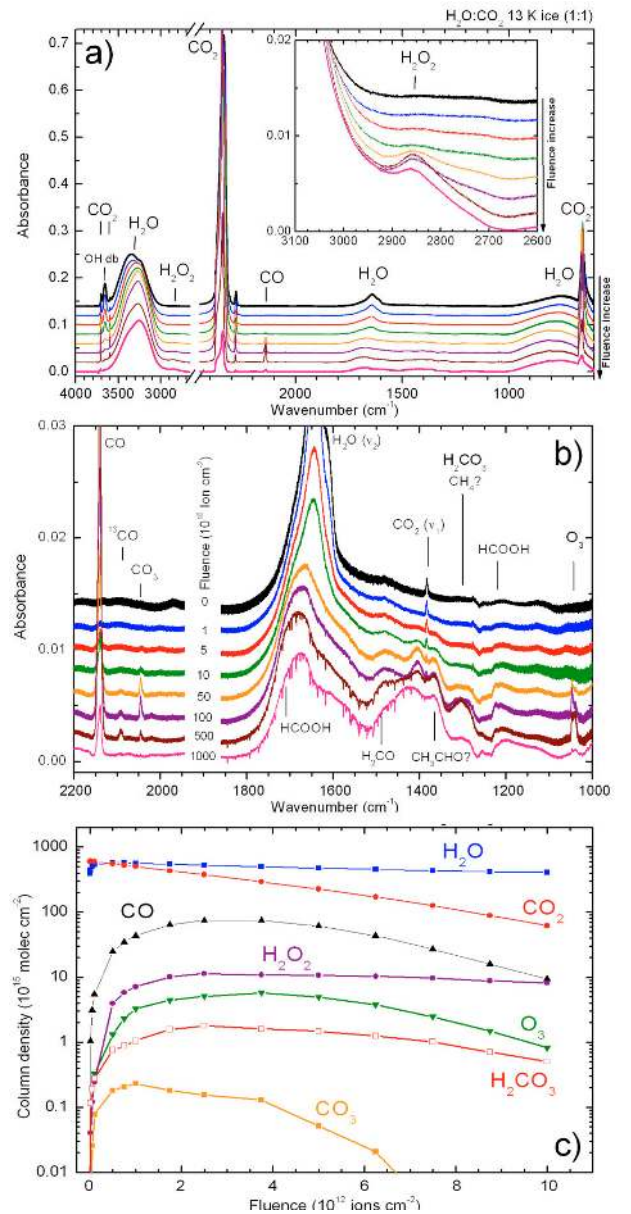 H₂O:CO₂ 13 K ice (1:1)
a)
CO₂
H₂O₂
Fluence increase
0.02
0.01
0.00
3100 3000 2900 2800 2700 2600
0.7
0.6
0.5
0.4
0.3
0.2
0.1
0.0
Absorbance
CO₂
H₂O
OH db
H₂O₂
CO
H₂O
H₂O
CO₂
Fluence increase
4000 3500 3000 2000 1500 1000
Wavenumber (cm⁻¹)
b)
0.03
0.02
0.01
0.00
Absorbance
CO
¹³CO
CO₃
Fluence (10¹⁰ Ion cm⁻²)
0
1
5
10
50
100
500
1000
H₂O (ν₂)
CO₂ (ν₁)
H₂CO₃
CH₄?
HCOOH
O₃
HCOOH
H₂CO
CH₃CHO?
2200 2000 1800 1600 1400 1200 1000
Wavenumber (cm⁻¹)
1000
100
10
1
0.1
0.01
Column density (10¹⁵ molec cm⁻²)
H₂O
CO
CO₂
H₂O₂
O₃
H₂CO₃
CO₃
c)
0 2 4 6 8 10
Fluence (10¹² ions cm⁻²)